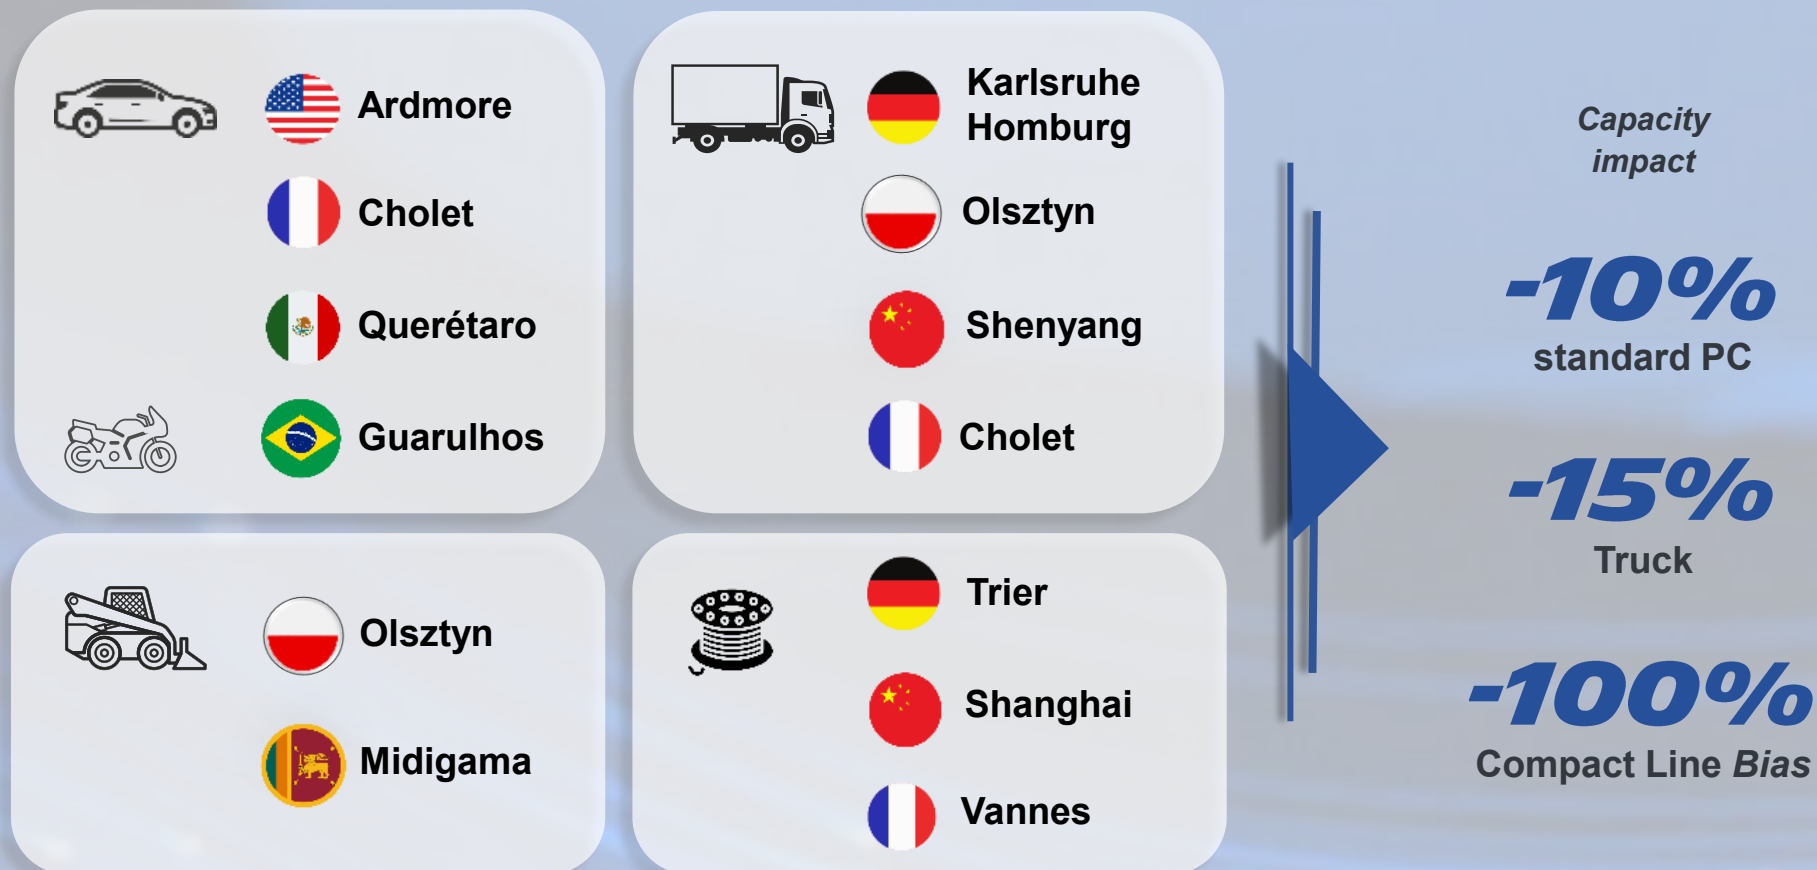 Ardmore
Cholet
Querétaro
Guarulhos
Karlsruhe
Homburg
Olsztyn
Shenyang
Cholet
Olsztyn
Midigama
Trier
Shanghai
Vannes
Capacity
impact
-10%
standard PC
-15%
Truck
-100%
Compact Line Bias